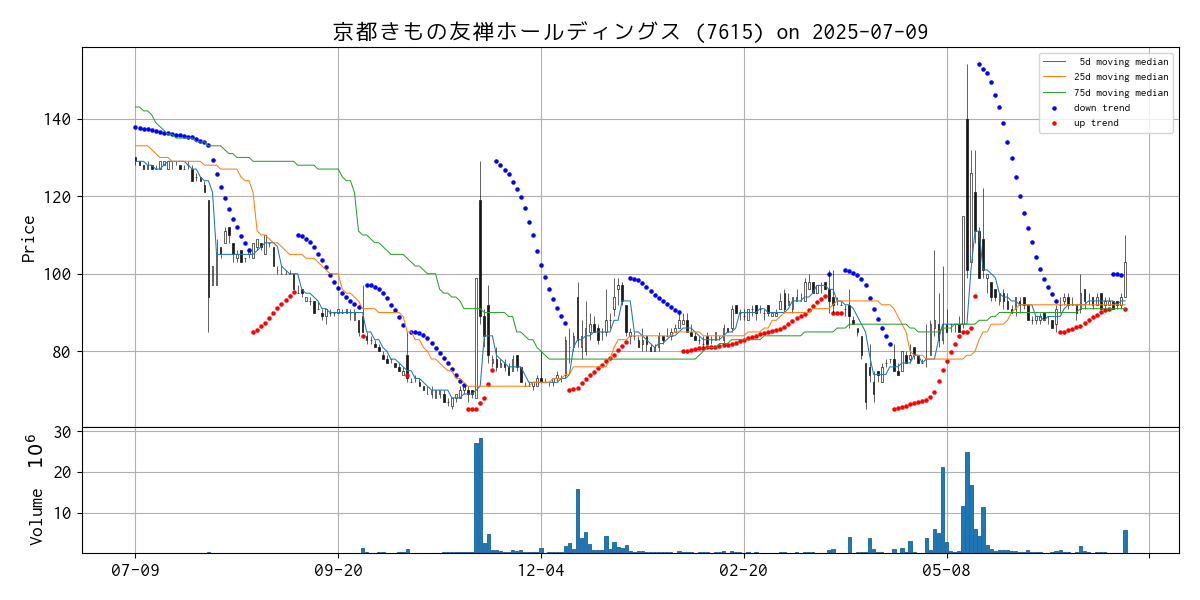 京都きもの友禅ホールディングス (7615) on 2025-07-09
5d moving median
25d moving median
75d moving median
down trend
up trend
Price
140
120
100
80
Volume 10^6
30
20
10
07-09 09-20 12-04 02-20 05-08